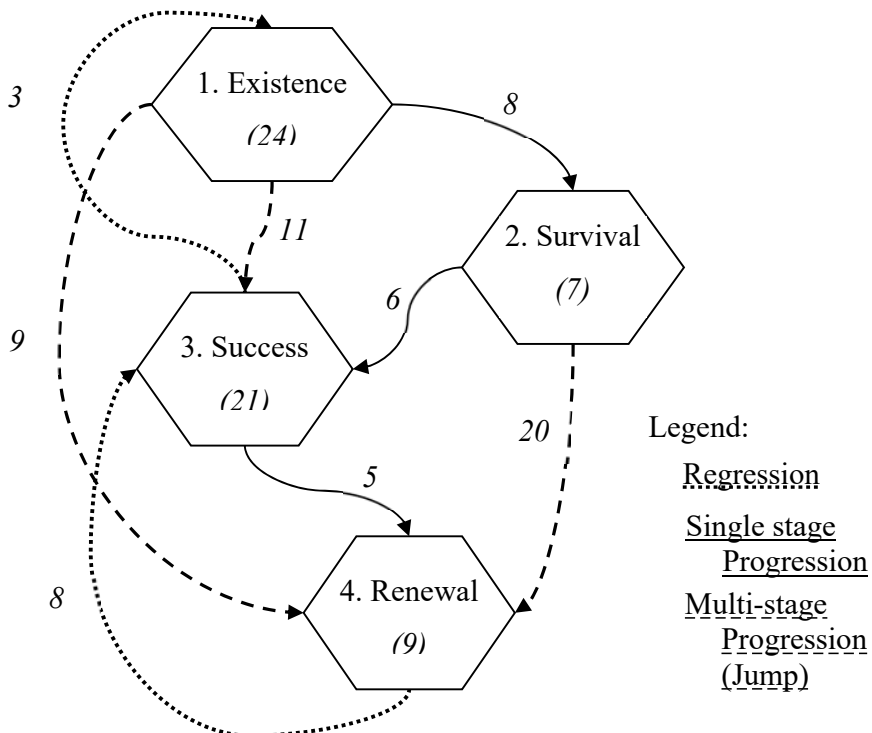 3
1. Existence
(24)
8
11
2. Survival
(7)
6
9
3. Success
(21)
20
Legend:
Regression
5
Single stage
Progression
8
4. Renewal
(9)
Multi-stage
Progression
(Jump)